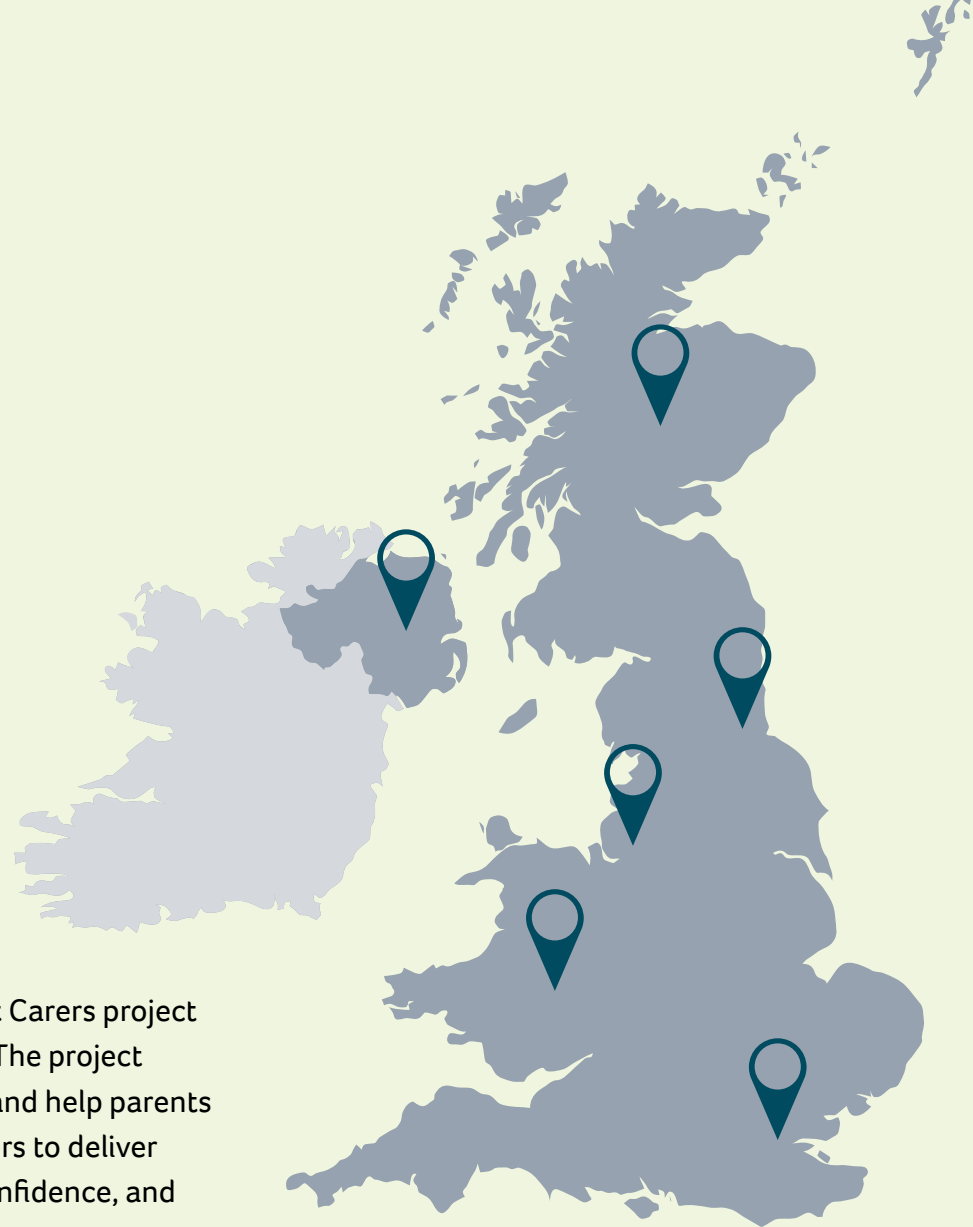 Carers project
The project
and help parents
rs to deliver
nfidence, and